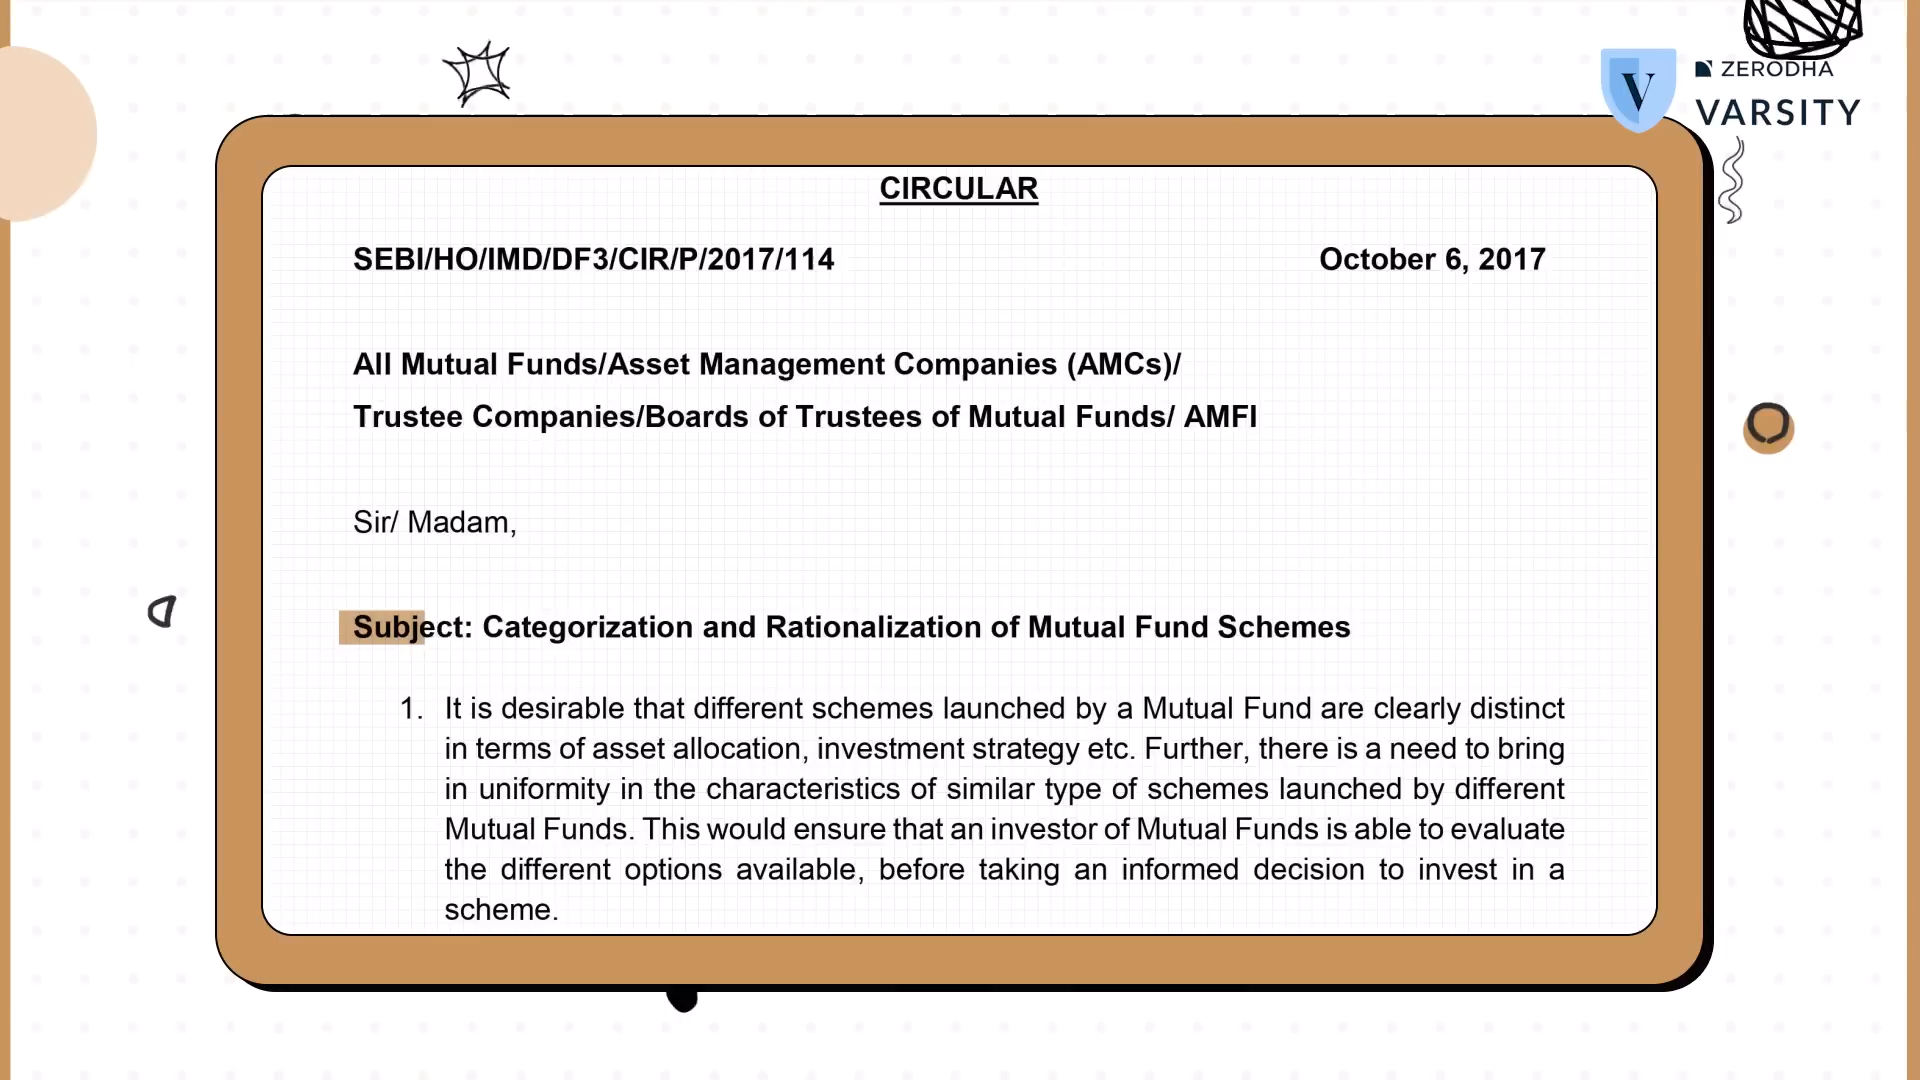 ZERODHA
VARSITY
CIRCULAR
SEBI/HO/IMD/DF3/CIR/P/2017/114 October 6, 2017
All Mutual Funds/Asset Management Companies (AMCs)/
Trustee Companies/Boards of Trustees of Mutual Funds/ AMFI
Sir/ Madam,
Subject: Categorization and Rationalization of Mutual Fund Schemes
1. It is desirable that different schemes launched by a Mutual Fund are clearly distinct
in terms of asset allocation, investment strategy etc. Further, there is a need to bring
in uniformity in the characteristics of similar type of schemes launched by different
Mutual Funds. This would ensure that an investor of Mutual Funds is able to evaluate
the different options available, before taking an informed decision to invest in a
scheme.